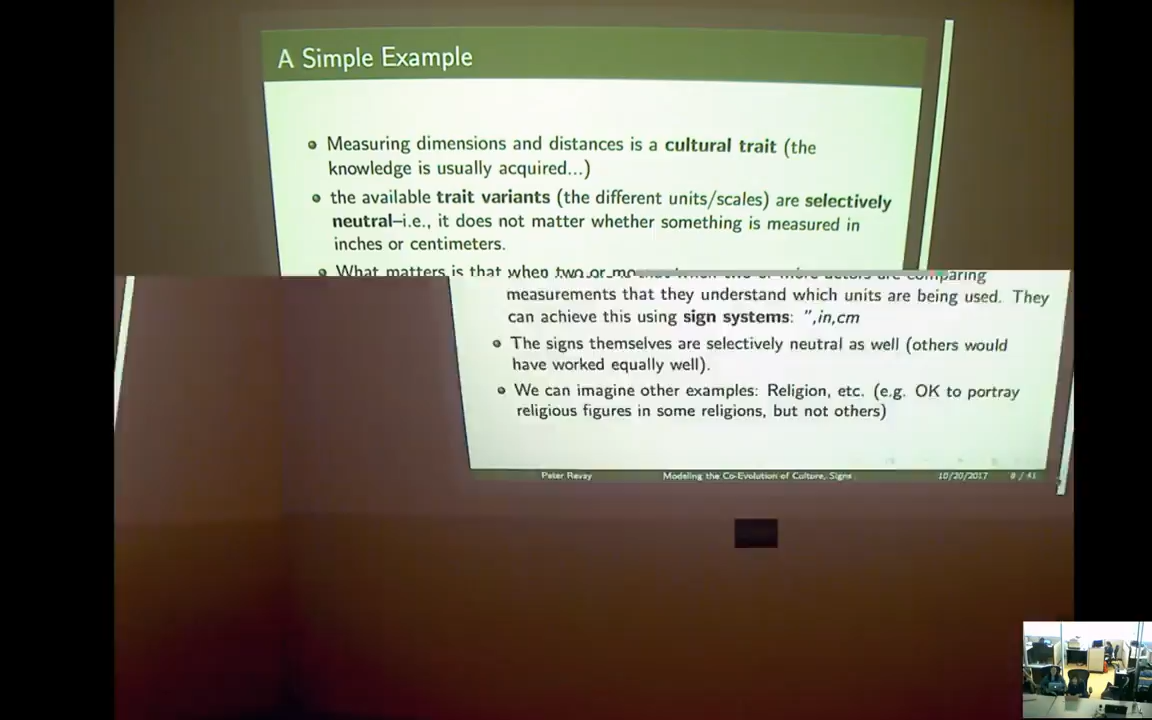 A Simple Example
Measuring dimensions and distances is a cultural trait (the
knowledge is usually acquired...)
the available trait variants (the different units/scales) are selectively
neutral–i.e., it does not matter whether something is measured in
inches or centimeters.
What matters is that when two or more actors are comparing
measurements that they understand which units are being used. They
can achieve this using sign systems: ",in,cm
The signs themselves are selectively neutral as well (others would
have worked equally well).
We can imagine other examples: Religion, etc. (e.g. OK to portray
religious figures in some religions, but not others)
Peter Revay Modeling the Co-Evolution of Culture, Signs 10/20/2017 / 41